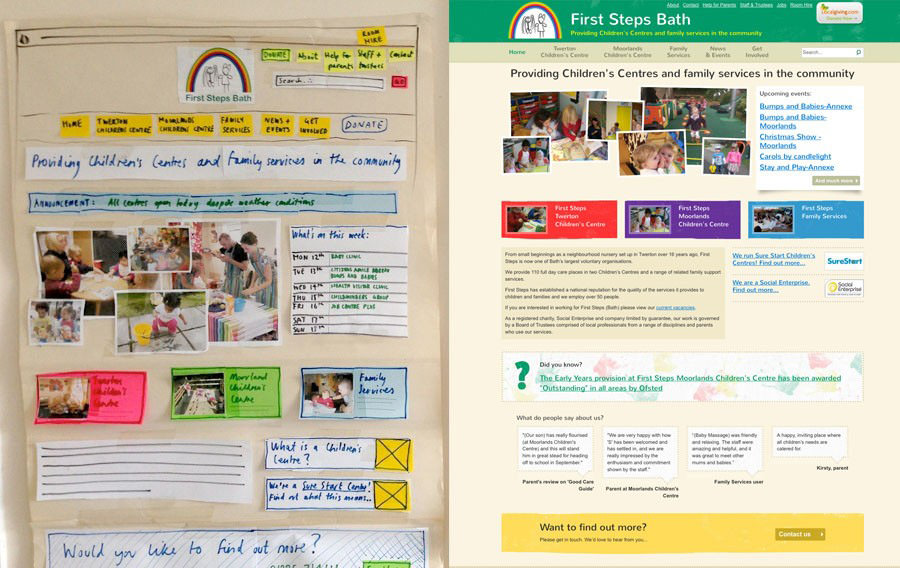 ROOM
HIRE
DONATE
About
Help for
parents
Staff +
trustees
Contact
Search...
GO
First Steps Bath
HOME
TWERTON
CHILDRENS CENTRE
MOORLANDS
CHILDRENS CENTRE
FAMILY
SERVICES
NEWS +
EVENTS
GET
INVOLVED
DONATE
Providing Children's Centres and family services in the community
ANNOUNCEMENT: All centres open today despite weather conditions
What's on this week:
MON 12th BABY CLINIC
TUE 13th CITIZENS ADVICE
BUMPS AND BABIES
WED 14th HEALTH VISITOR CLINIC
THU 15th CHILDMINDERS GROUP
FRI 16th JOB CENTRE PLUS
SAT 17th
SUN 18th
Twerton
Children's
Centre
Moorland
Children's
Centre
Family
Services
What is a Children's
Centre?
We're a Sure Start Centre!
Find out what this means..
Would you like to find out more?
About Contact Help for Parents Staff & Trustees Jobs Room Hire
Localgiving.com
Donate Now
First Steps Bath
Providing Children's Centres and family services in the community
Home
Twerton
Children's Centre
Moorlands
Children's Centre
Family
Services
News
& Events
Get
Involved
Search...
Providing Children's Centres and family services in the community
Upcoming events:
Bumps and Babies-Annexe
Bumps and Babies-
Moorlands
Christmas Show -
Moorlands
Carols by candlelight
Stay and Play-Annexe
And much more
First Steps
Twerton
Children's Centre
First Steps
Moorlands
Children's Centre
First Steps
Family Services
From small beginnings as a neighbourhood nursery set up in Twerton over 16 years ago, First
Steps is now one of Bath's largest voluntary organisations.
We provide 110 full day care places in two Children's Centres and a range of related family support
services.
First Steps has established a national reputation for the quality of the services it provides to
children and families and we employ over 50 people.
If you are interested in working for First Steps (Bath) please view our current vacancies.
As a registered charity, Social Enterprise and company limited by guarantee, our work is governed
by a Board of Trustees comprised of local professionals from a range of disciplines and parents
who use our services.
We run Sure Start Children's
Centres! Find out more...
SureStart
We are a Social Enterprise.
Find out more...
Social
Enterprise
?
Did you know?
The Early Years provision at First Steps Moorlands Children's Centre has been awarded
"Outstanding" in all areas by Ofsted
What do people say about us?
"(Our son) has really flourished
(at Moorlands Children's
Centre) and this will stand
him in great stead for heading
off to school in September."
Parent's review on 'Good Care
Guide'
"We are very happy with how
'S' has been welcomed and
has settled in, and we are
really impressed by the
enthusiasm and commitment
shown by the staff."
Parent at Moorlands Children's
Centre
"(Baby Massage) was friendly
and relaxing. The staff were
amazing and helpful, and it
was great to meet other
mums and babies."
Family Services user
A happy, inviting place where
all children's needs are
catered for.
Kirsty, parent
Want to find out more?
Please get in touch. We'd love to hear from you...
Contact us